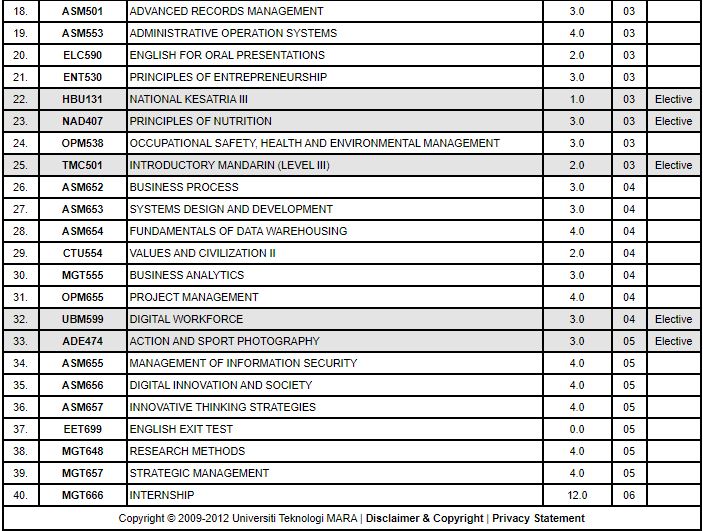 18. ASM501 ADVANCED RECORDS MANAGEMENT 3.0 03
19. ASM553 ADMINISTRATIVE OPERATION SYSTEMS 4.0 03
20. ELC590 ENGLISH FOR ORAL PRESENTATIONS 2.0 03
21. ENT530 PRINCIPLES OF ENTREPRENEURSHIP 3.0 03
22. HBU131 NATIONAL KESATRIA III 1.0 03 Elective
23. NAD407 PRINCIPLES OF NUTRITION 3.0 03 Elective
24. OPM538 OCCUPATIONAL SAFETY, HEALTH AND ENVIRONMENTAL MANAGEMENT 3.0 03
25. TMC501 INTRODUCTORY MANDARIN (LEVEL III) 2.0 03 Elective
26. ASM652 BUSINESS PROCESS 3.0 04
27. ASM653 SYSTEMS DESIGN AND DEVELOPMENT 3.0 04
28. ASM654 FUNDAMENTALS OF DATA WAREHOUSING 4.0 04
29. CTU554 VALUES AND CIVILIZATION II 2.0 04
30. MGT555 BUSINESS ANALYTICS 3.0 04
31. OPM655 PROJECT MANAGEMENT 4.0 04
32. UBM599 DIGITAL WORKFORCE 3.0 04 Elective
33. ADE474 ACTION AND SPORT PHOTOGRAPHY 3.0 05 Elective
34. ASM655 MANAGEMENT OF INFORMATION SECURITY 4.0 05
35. ASM656 DIGITAL INNOVATION AND SOCIETY 4.0 05
36. ASM657 INNOVATIVE THINKING STRATEGIES 4.0 05
37. EET699 ENGLISH EXIT TEST 0.0 05
38. MGT648 RESEARCH METHODS 4.0 05
39. MGT657 STRATEGIC MANAGEMENT 4.0 05
40. MGT666 INTERNSHIP 12.0 06
Copyright © 2009-2012 Universiti Teknologi MARA | Disclaimer & Copyright | Privacy Statement